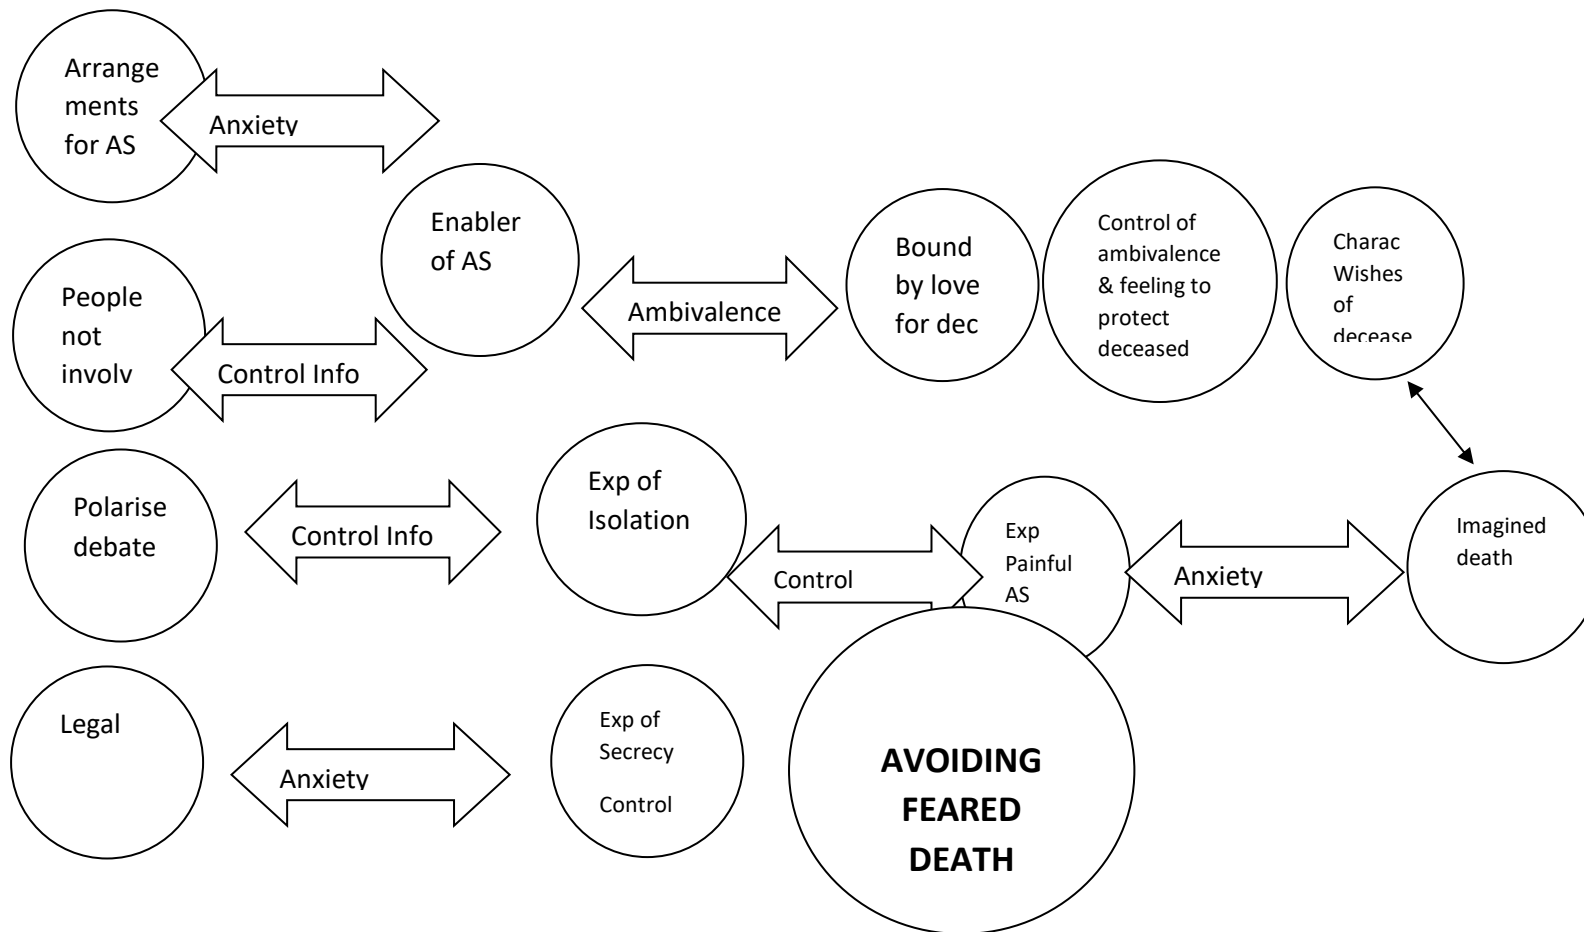 Arrange
ments
for AS
Anxiety
Enabler
of AS
People
not
involv
Control Info
Ambivalence
Bound
by love
for dec
Control of
ambivalence
& feeling to
protect
deceased
Charac
Wishes
of
decease
Polarise
debate
Control Info
Exp of
Isolation
Control
Exp
Painful
AS
Anxiety
Imagined
death
Legal
Anxiety
Exp of
Secrecy
Control
AVOIDING
FEARED
DEATH